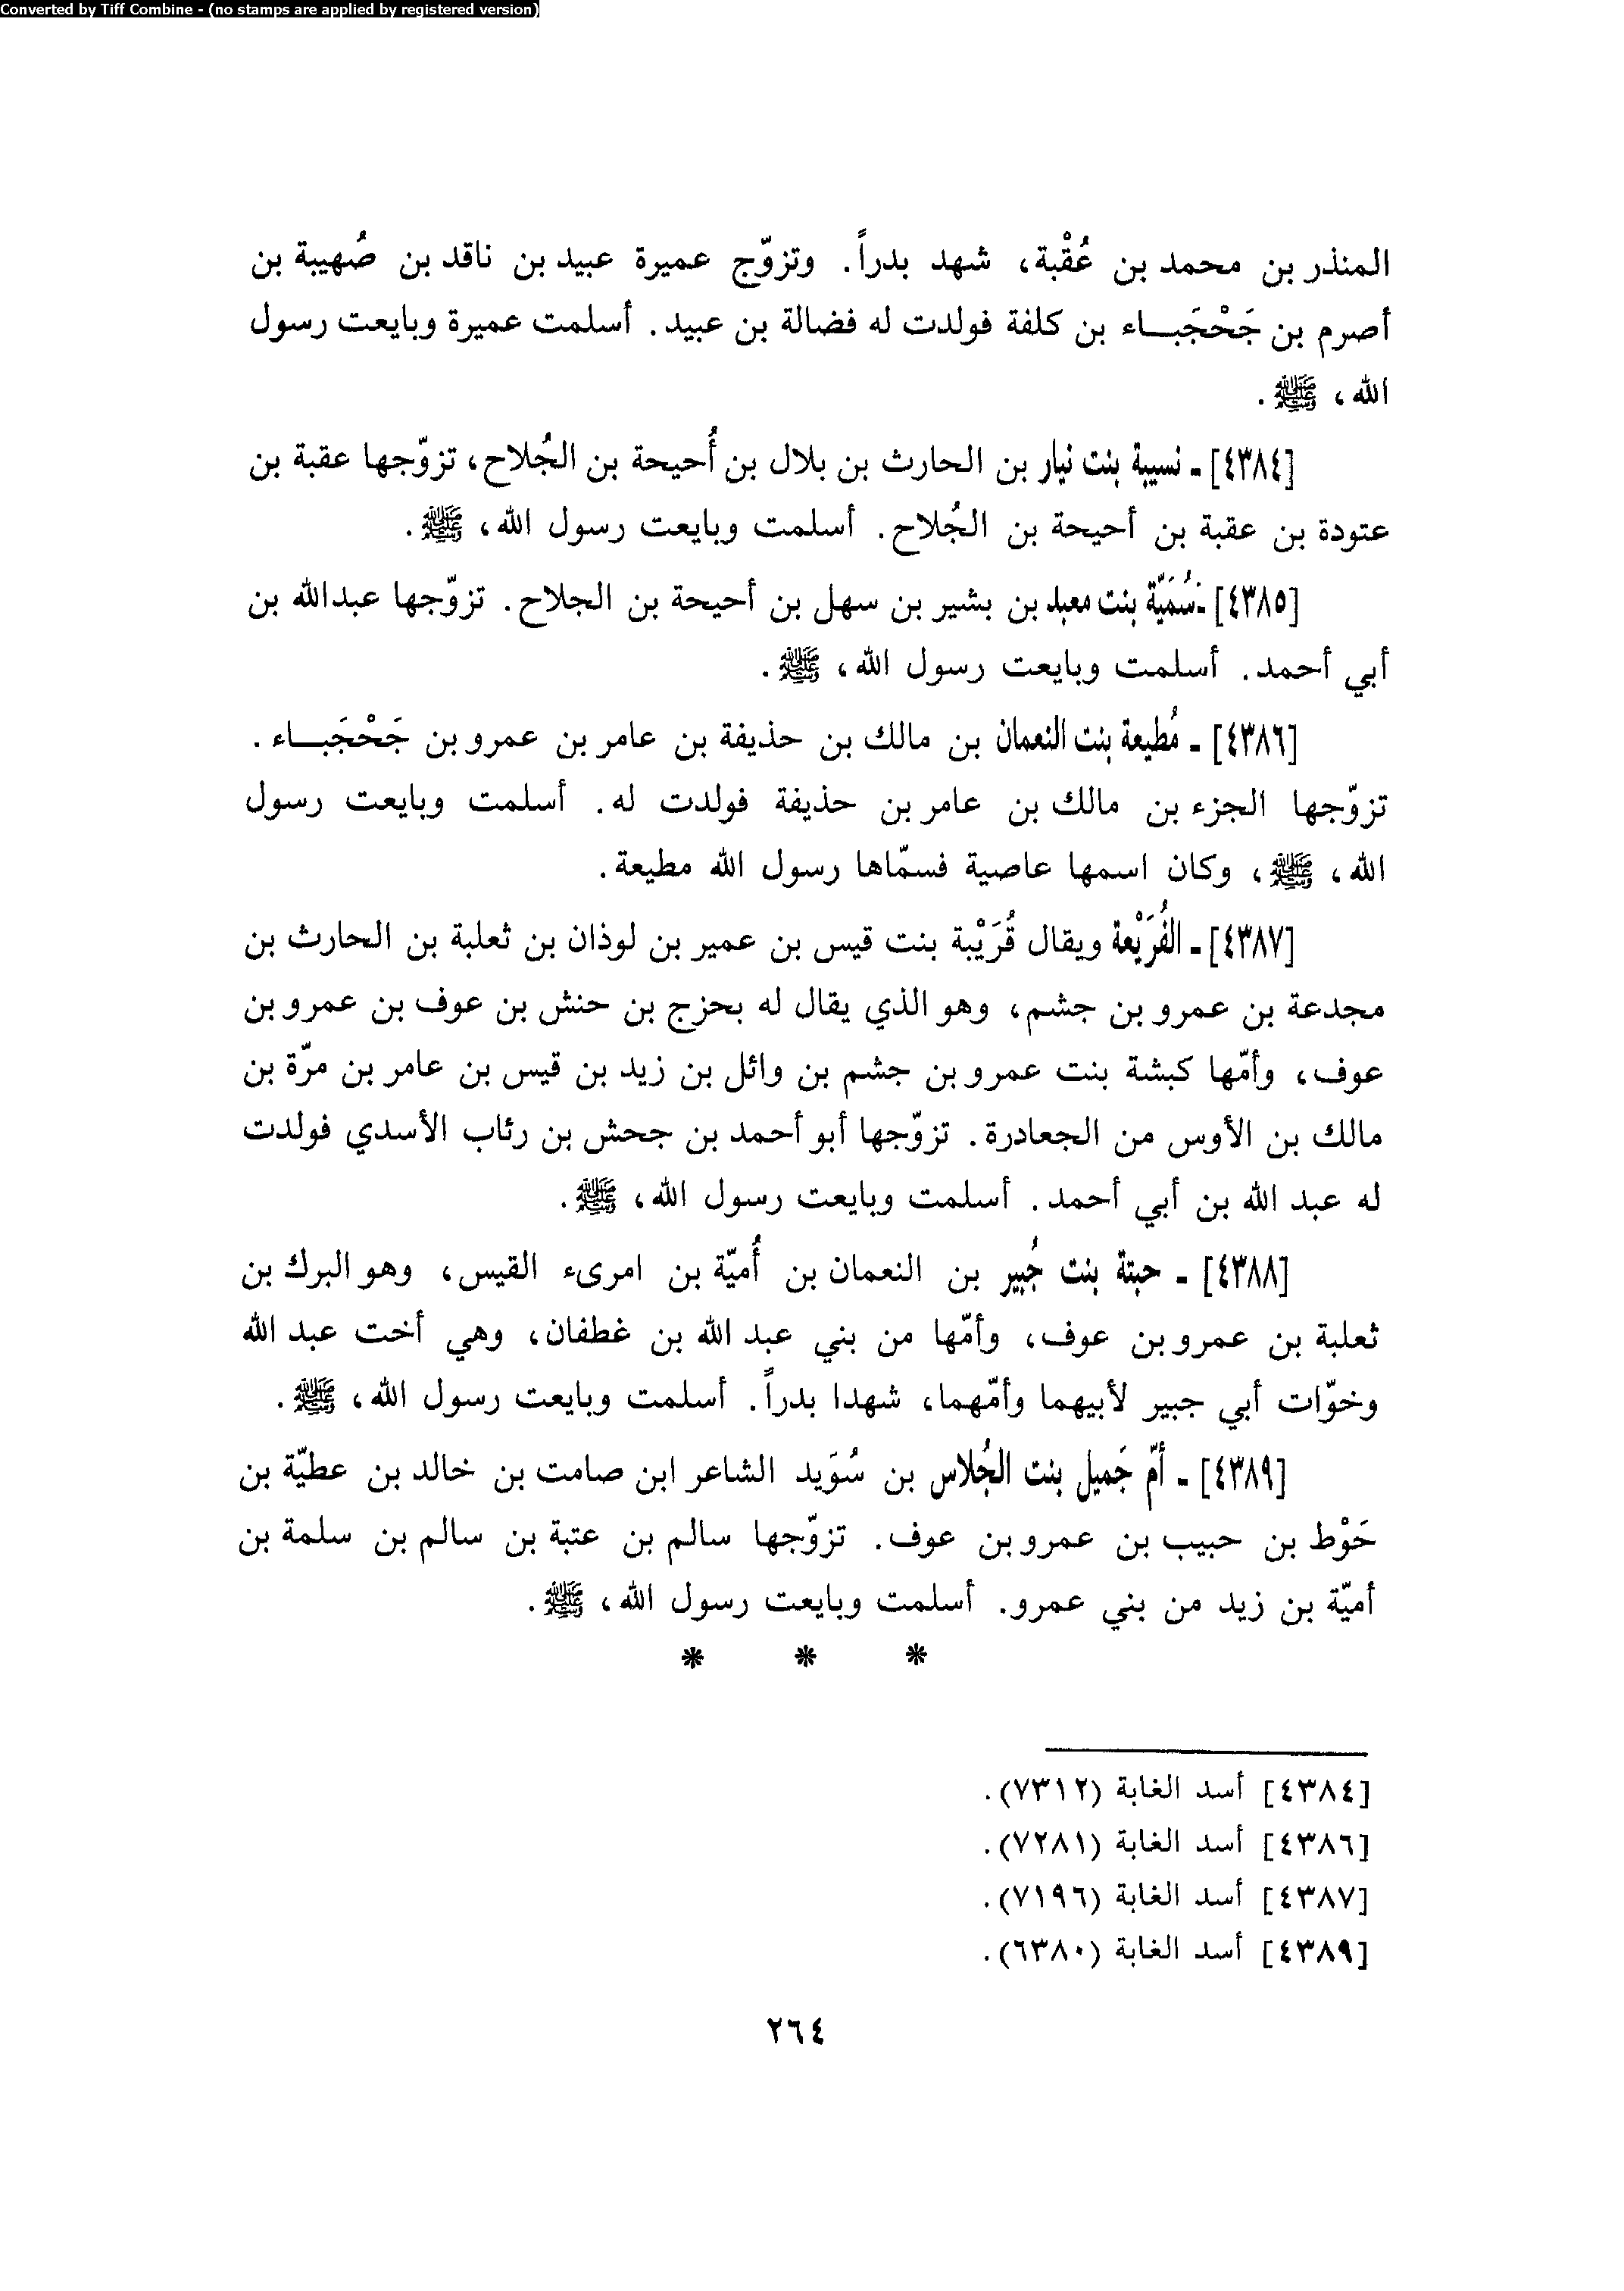 Converted by Tiff Combine - (no stamps are applied by registered version)
المنذر بن محمد بن عُقْبة، شهد بدراً. وتزوّج عميرة عبيد بن ناقد بن صُهيبة بن
أصرم بن جَحْجَبـاء بن كلفة فولدت له فضالة بن عبيد. أسلمت عميرة وبايعت رسول
الله، ﷺ.
[٤٣٨٤] ـ نسيبة بنت نيار بن الحارث بن بلال بن أُحيحة بن الجُلاح، تزوّجها عقبة بن
عتودة بن عقبة بن أحيحة بن الجُلاح. أسلمت وبايعت رسول الله، ﷺ.
[٤٣٨٥] ـ سُمَيَّة بنت معبد بن بشير بن سهل بن أحيحة بن الجلاح. تزوّجها عبدالله بن
أبي أحمد. أسلمت وبايعت رسول الله، ﷺ.
[٤٣٨٦] ـ مُطيعة بنت النعمان بن مالك بن حذيفة بن عامر بن عمرو بن جَحْجَبـاء.
تزوّجها الجزء بن مالك بن عامر بن حذيفة فولدت له. أسلمت وبايعت رسول
الله، ﷺ، وكان اسمها عاصية فسمّاها رسول الله مطيعة.
[٤٣٨٧] ـ الفُرَيْعة ويقال قُرَيْبة بنت قيس بن عمير بن لوذان بن ثعلبة بن الحارث بن
مجدعة بن عمرو بن جشم، وهو الذي يقال له بحزج بن حنش بن عوف بن عمرو بن
عوف، وأمّها كبشة بنت عمرو بن جشم بن وائل بن زيد بن قيس بن عامر بن مرّة بن
مالك بن الأوس من الجعادرة. تزوّجها أبو أحمد بن جحش بن رئاب الأسدي فولدت
له عبد الله بن أبي أحمد. أسلمت وبايعت رسول الله، ﷺ.
[٤٣٨٨] ـ حبتة بنت جُبير بن النعمان بن أُميّة بن امرىء القيس، وهو البرك بن
ثعلبة بن عمرو بن عوف، وأمّها من بني عبد الله بن غطفان، وهي أخت عبد الله
وخوّات أبي جبير لأبيهما وأمّهما، شهدا بدراً. أسلمت وبايعت رسول الله، ﷺ.
[٤٣٨٩] ـ أمّ جَميل بنت الجُلاس بن سُوَيد الشاعر ابن صامت بن خالد بن عطيّة بن
حَوْط بن حبيب بن عمرو بن عوف. تزوّجها سالم بن عتبة بن سالم بن سلمة بن
أميّة بن زيد من بني عمرو. أسلمت وبايعت رسول الله، ﷺ.
* * *
[٤٣٨٤] أسد الغابة (٧٣١٢).
[٤٣٨٦] أسد الغابة (٧٢٨١).
[٤٣٨٧] أسد الغابة (٧١٩٦).
[٤٣٨٩] أسد الغابة (٦٣٨٠).
٢٦٤